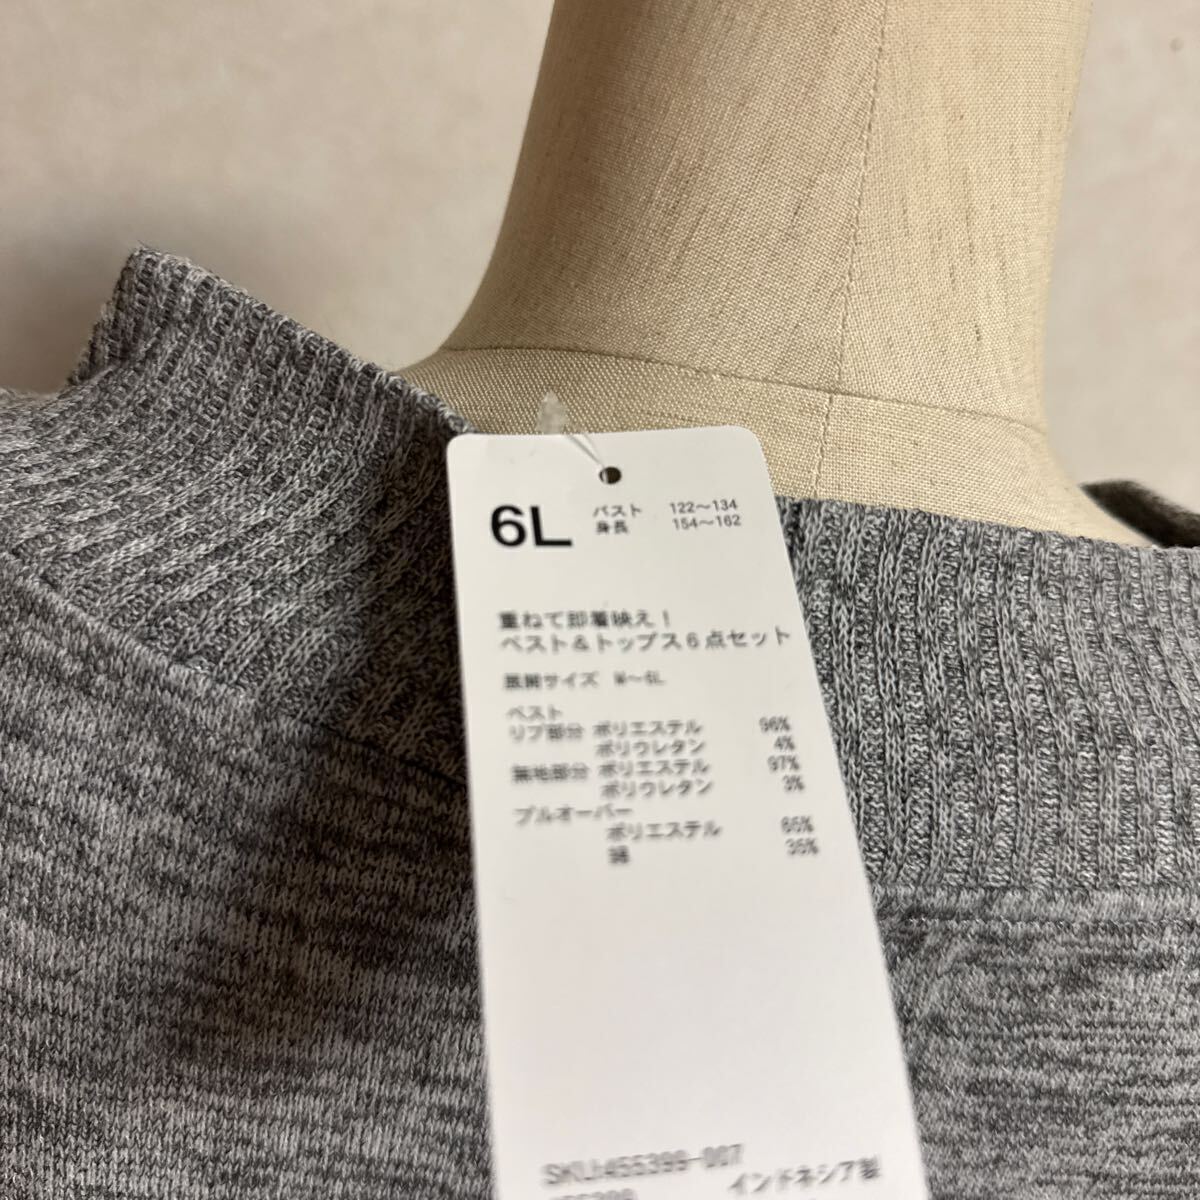 6L バスト 122～134
身長 154～162
重ねて即着映え！
ベスト＆トップス６点セット
展開サイズ M～6L
ベスト
リブ部分 ポリエステル 96%
ポリウレタン 4%
無地部分 ポリエステル 97%
ポリウレタン 3%
プルオーバー
ポリエステル 65%
綿 35%
SKU:455399-007
455399 インドネシア製